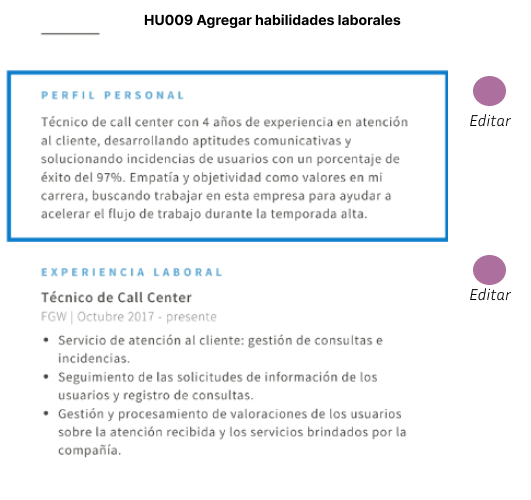 HU009 Agregar habilidades laborales
PERFIL PERSONAL
Técnico de call center con 4 años de experiencia en atención
al cliente, desarrollando aptitudes comunicativas y
solucionando incidencias de usuarios con un porcentaje de
éxito del 97%. Empatía y objetividad como valores en mi
carrera, buscando trabajar en esta empresa para ayudar a
acelerar el flujo de trabajo durante la temporada alta.
Editar
EXPERIENCIA LABORAL
Editar
Técnico de Call Center
FGW | Octubre 2017 - presente
• Servicio de atención al cliente: gestión de consultas e
incidencias.
• Seguimiento de las solicitudes de información de los
usuarios y registro de consultas.
• Gestión y procesamiento de valoraciones de los usuarios
sobre la atención recibida y los servicios brindados por la
compañía.